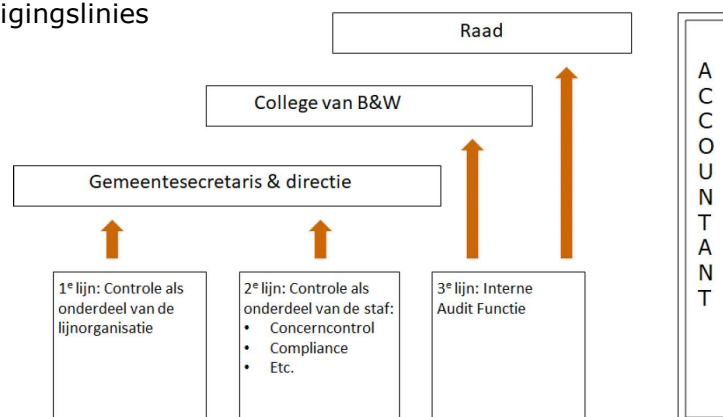 igingslinies
Raad
College van B&W
Gemeentesecretaris & directie
1e lijn: Controle als
onderdeel van de
lijnorganisatie
2e lijn: Controle als
onderdeel van de staf:
• Concerncontrol
• Compliance
• Etc.
3e lijn: Interne
Audit Functie
A
C
C
O
U
N
T
A
N
T